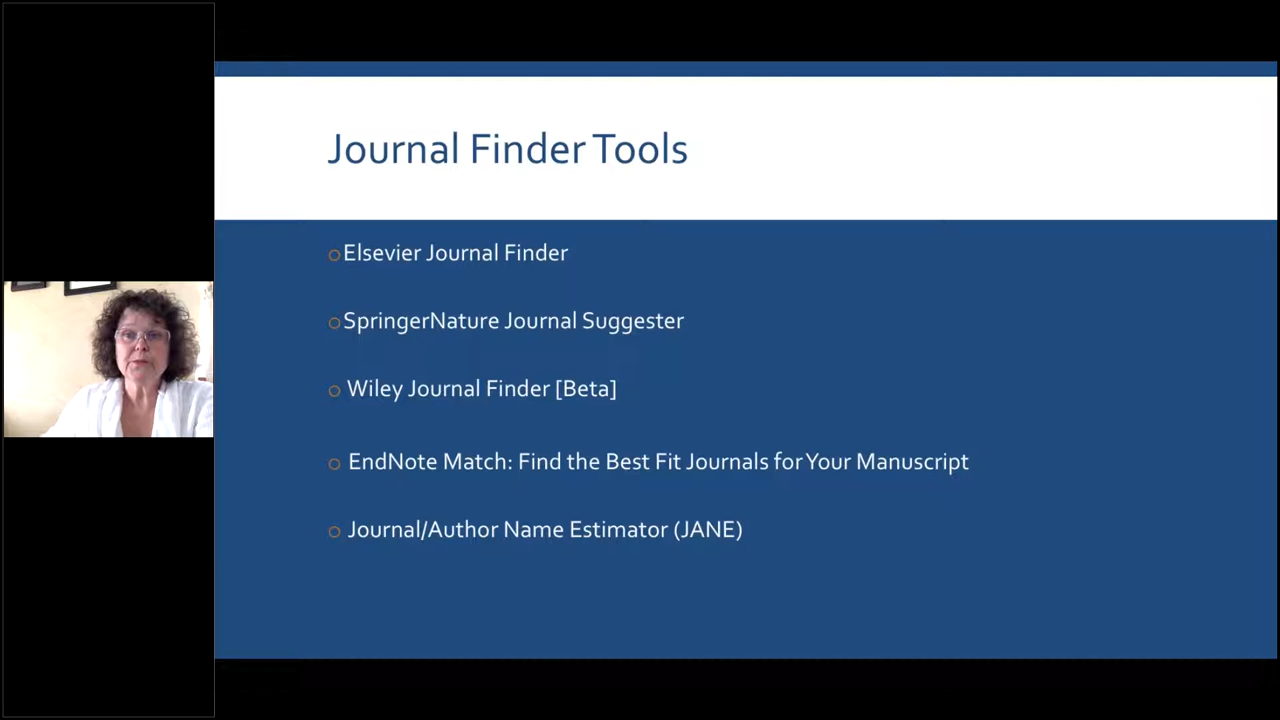 Journal Finder Tools
Elsevier Journal Finder
SpringerNature Journal Suggester
Wiley Journal Finder [Beta]
EndNote Match: Find the Best Fit Journals for Your Manuscript
Journal/Author Name Estimator (JANE)